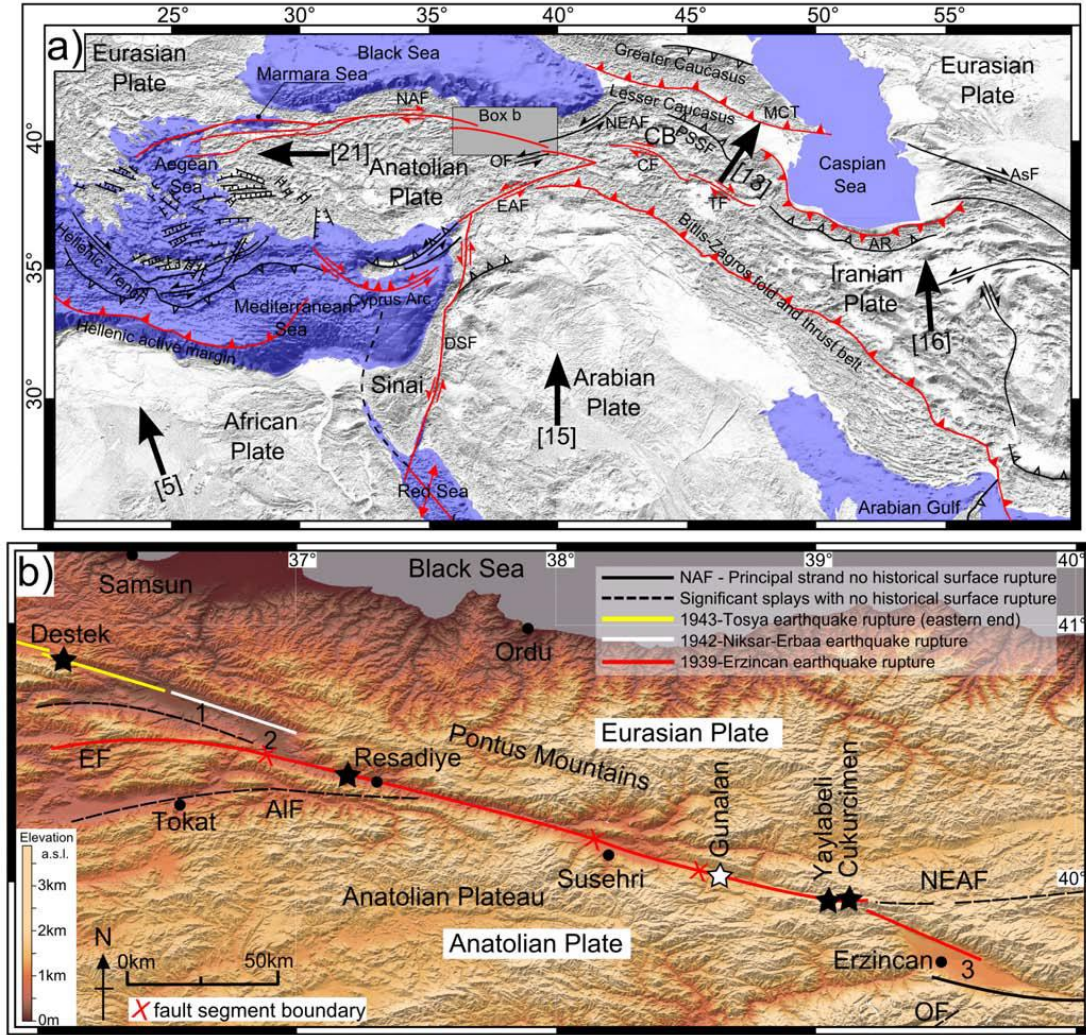 25° 30° 35° 40° 45° 50° 55°
a)
Eurasian
Plate
Black Sea
Greater Caucasus
Eurasian
Plate
Marmara Sea
NAF
Box b
Lesser Caucasus
MCT
40°
NEAF
CB
PSSF
[21]
Aegean
Sea
Anatolian
Plate
OF
CF
[13]
Caspian
Sea
AsF
EAF
TF
AR
Hellenic Trench
Bitlis-Zagros fold and thrust belt
Iranian
Plate
35°
Mediterranean
Sea
Cyprus Arc
[16]
Hellenic active margin
DSF
Sinai
Arabian
Plate
30°
African
Plate
[15]
[5]
Red Sea
Arabian Gulf
b)
37° 38° 39° 40°
Samsun
Black Sea
NAF - Principal strand no historical surface rupture
Significant splays with no historical surface rupture
1943-Tosya earthquake rupture (eastern end)
1942-Niksar-Erbaa earthquake rupture
1939-Erzincan earthquake rupture
Destek
Ordu
41°
1
2
Eurasian Plate
EF
Resadiye
Pontus Mountains
Tokat
AlF
Gunalan
Yaylabeli
Cukurcimen
Elevation
a.s.l.
3km
2km
1km
0m
Susehri
40°
NEAF
Anatolian Plateau
Anatolian Plate
N
0km 50km
Erzincan
3
OF
fault segment boundary